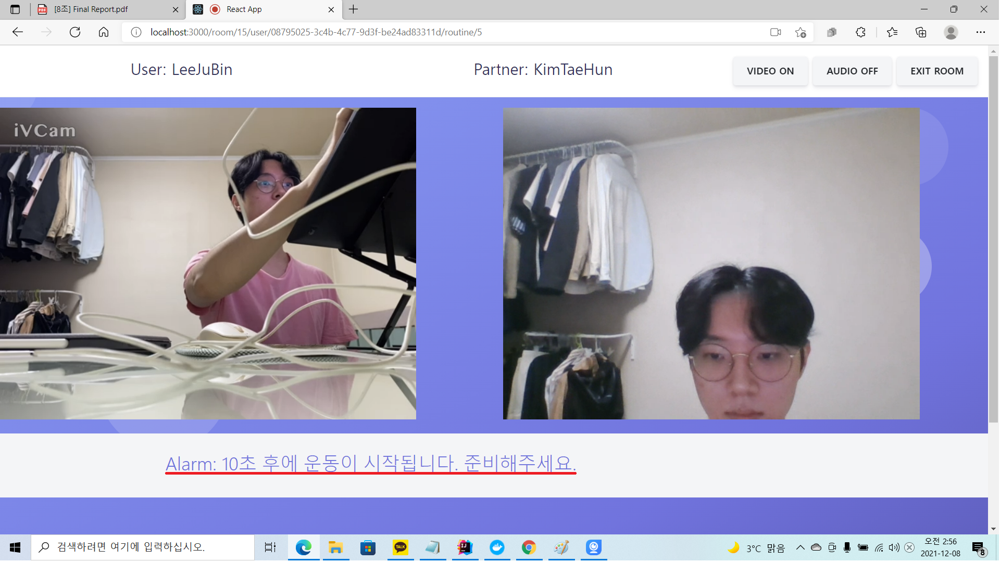 [8조] Final Report.pdf
React App
localhost:3000/room/15/user/08795025-3c4b-4c77-9d3f-be24ad83311d/routine/5
User: LeeJuBin
Partner: KimTaeHun
VIDEO ON
AUDIO OFF
EXIT ROOM
iVCam
Alarm: 10초 후에 운동이 시작됩니다. 준비해주세요.
검색하려면 여기에 입력하십시오.
TALK
IJ
3°C 맑음
오전 2:56
2021-12-08
8